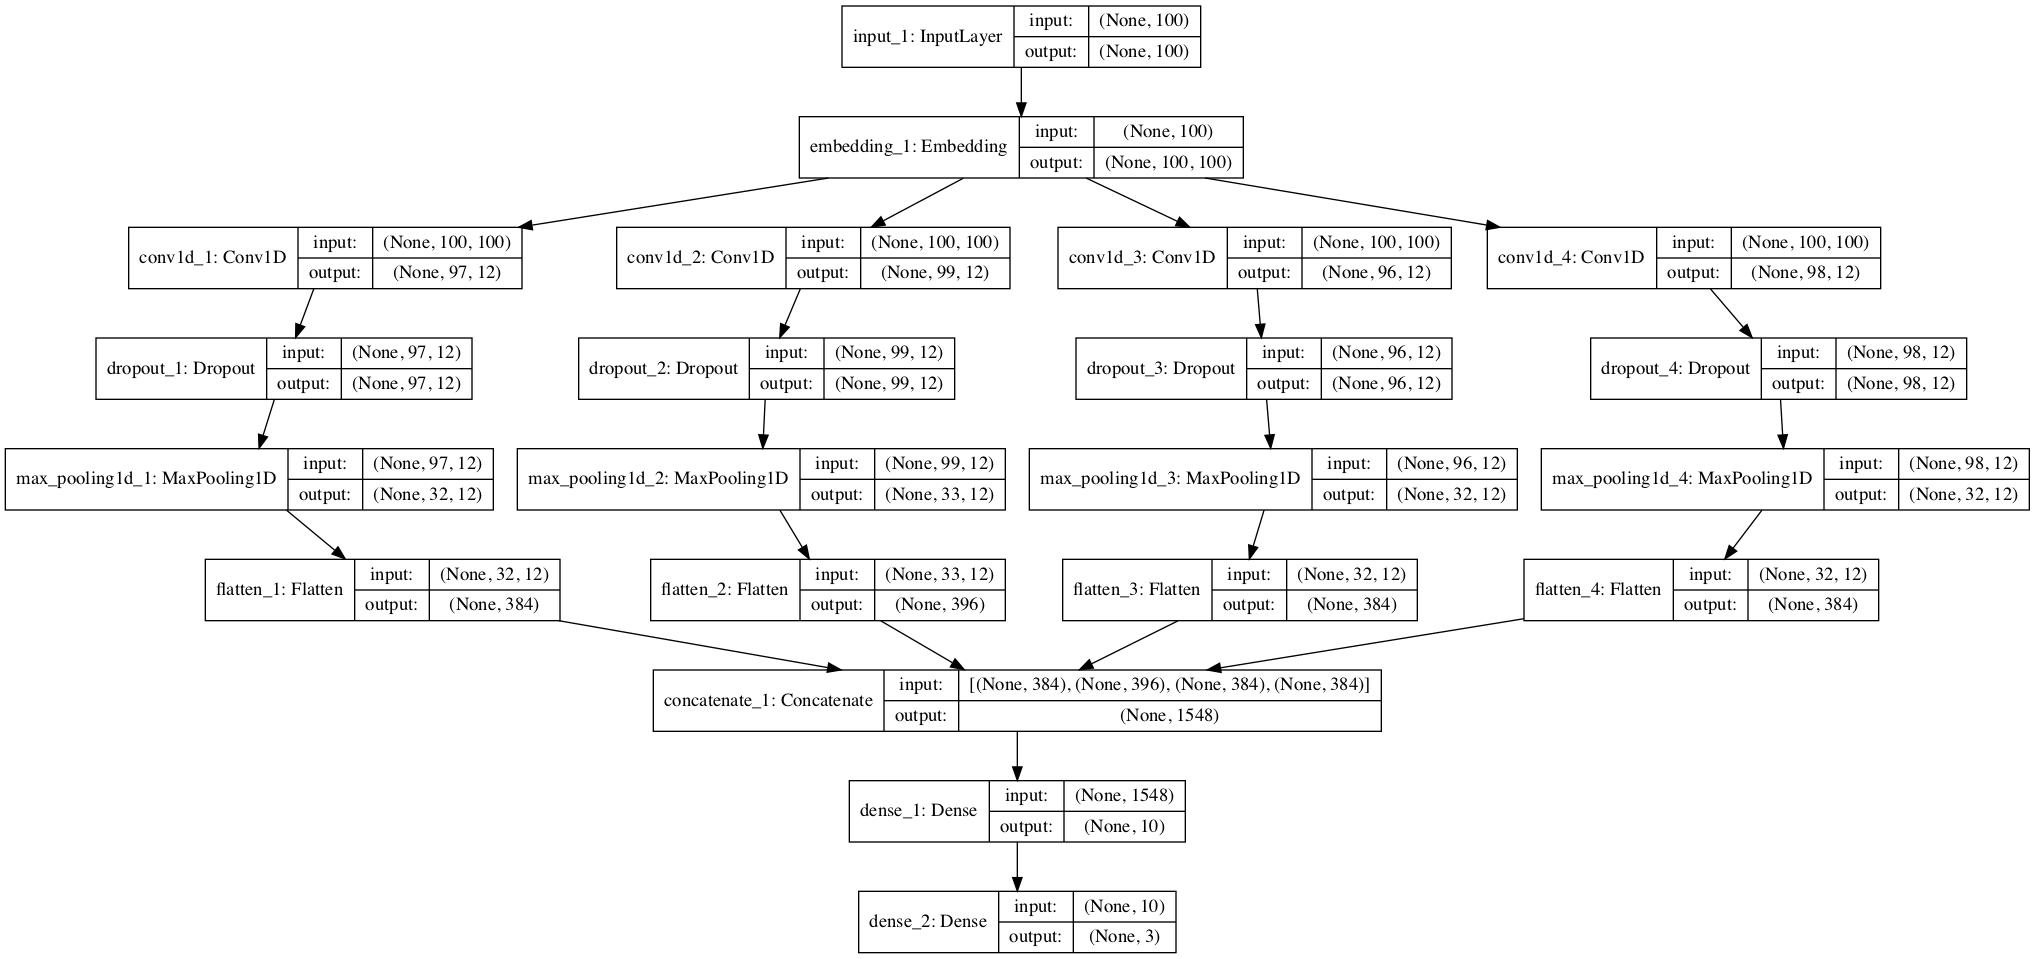 input_1: InputLayer
input: (None, 100)
output: (None, 100)
embedding_1: Embedding
input: (None, 100)
output: (None, 100, 100)
conv1d_1: Conv1D
input: (None, 100, 100)
output: (None, 97, 12)
conv1d_2: Conv1D
input: (None, 100, 100)
output: (None, 99, 12)
conv1d_3: Conv1D
input: (None, 100, 100)
output: (None, 96, 12)
conv1d_4: Conv1D
input: (None, 100, 100)
output: (None, 98, 12)
dropout_1: Dropout
input: (None, 97, 12)
output: (None, 97, 12)
dropout_2: Dropout
input: (None, 99, 12)
output: (None, 99, 12)
dropout_3: Dropout
input: (None, 96, 12)
output: (None, 96, 12)
dropout_4: Dropout
input: (None, 98, 12)
output: (None, 98, 12)
max_pooling1d_1: MaxPooling1D
input: (None, 97, 12)
output: (None, 32, 12)
max_pooling1d_2: MaxPooling1D
input: (None, 99, 12)
output: (None, 33, 12)
max_pooling1d_3: MaxPooling1D
input: (None, 96, 12)
output: (None, 32, 12)
max_pooling1d_4: MaxPooling1D
input: (None, 98, 12)
output: (None, 32, 12)
flatten_1: Flatten
input: (None, 32, 12)
output: (None, 384)
flatten_2: Flatten
input: (None, 33, 12)
output: (None, 396)
flatten_3: Flatten
input: (None, 32, 12)
output: (None, 384)
flatten_4: Flatten
input: (None, 32, 12)
output: (None, 384)
concatenate_1: Concatenate
input: [(None, 384), (None, 396), (None, 384), (None, 384)]
output: (None, 1548)
dense_1: Dense
input: (None, 1548)
output: (None, 10)
dense_2: Dense
input: (None, 10)
output: (None, 3)